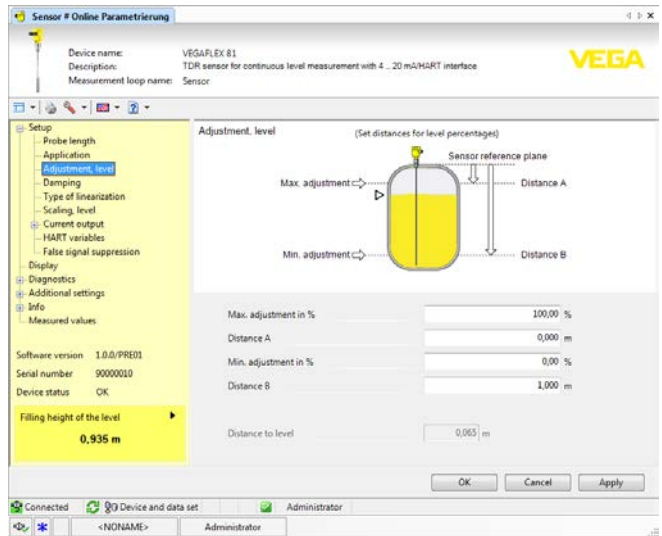 Sensor # Online Parametrierung
Device name: VEGAFLEX 81
Description: TDR sensor for continuous level measurement with 4 .. 20 mA/HART interface
Measurement loop name: Sensor
VEGA
Setup
Probe length
Application
Adjustment, level
Damping
Type of linearization
Scaling, level
Current output
HART variables
False signal suppression
Display
Diagnostics
Additional settings
Info
Measured values
Software version 1.0.0/PRE01
Serial number 90000010
Device status OK
Filling height of the level
0,935 m
Adjustment, level (Set distances for level percentages)
Sensor reference plane
Max. adjustment Distance A
Min. adjustment Distance B
Max. adjustment in % 100,00 %
Distance A 0,000 m
Min. adjustment in % 0,00 %
Distance B 1,000 m
Distance to level 0,065 m
OK Cancel Apply
Connected Device and data set Administrator
<NONAME> Administrator